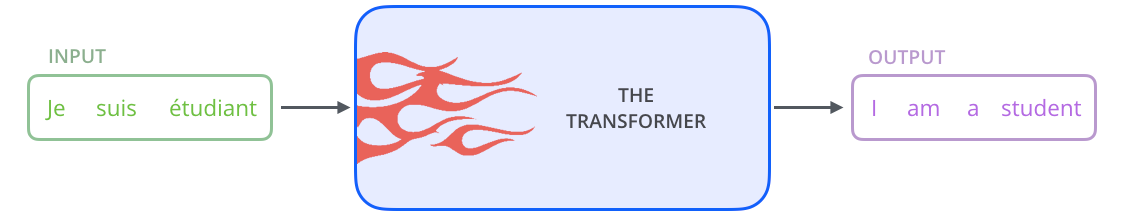 INPUT
Je suis étudiant
THE
TRANSFORMER
OUTPUT
I am a student